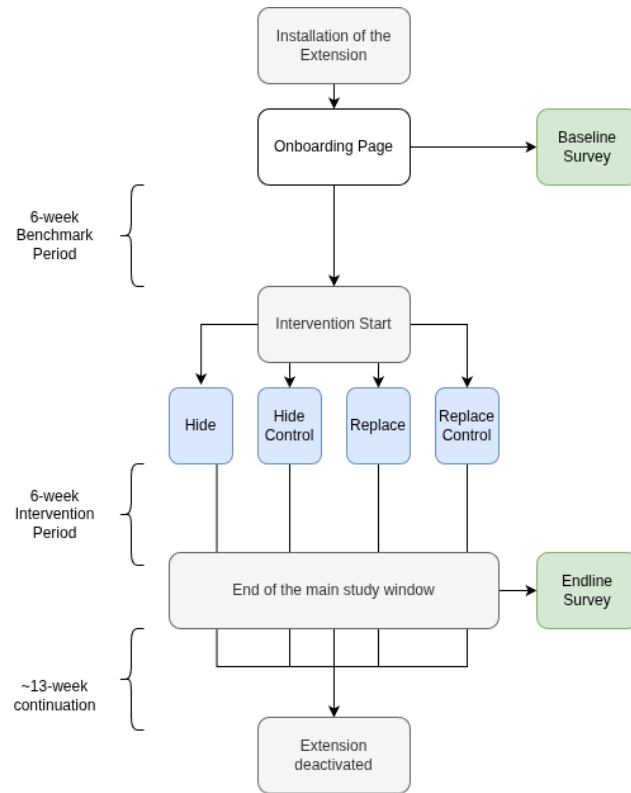 Installation of the
Extension
Onboarding Page
Baseline
Survey
6-week
Benchmark
Period
Intervention Start
Hide
Hide
Control
Replace
Replace
Control
6-week
Intervention
Period
End of the main study window
Endline
Survey
~13-week
continuation
Extension
deactivated